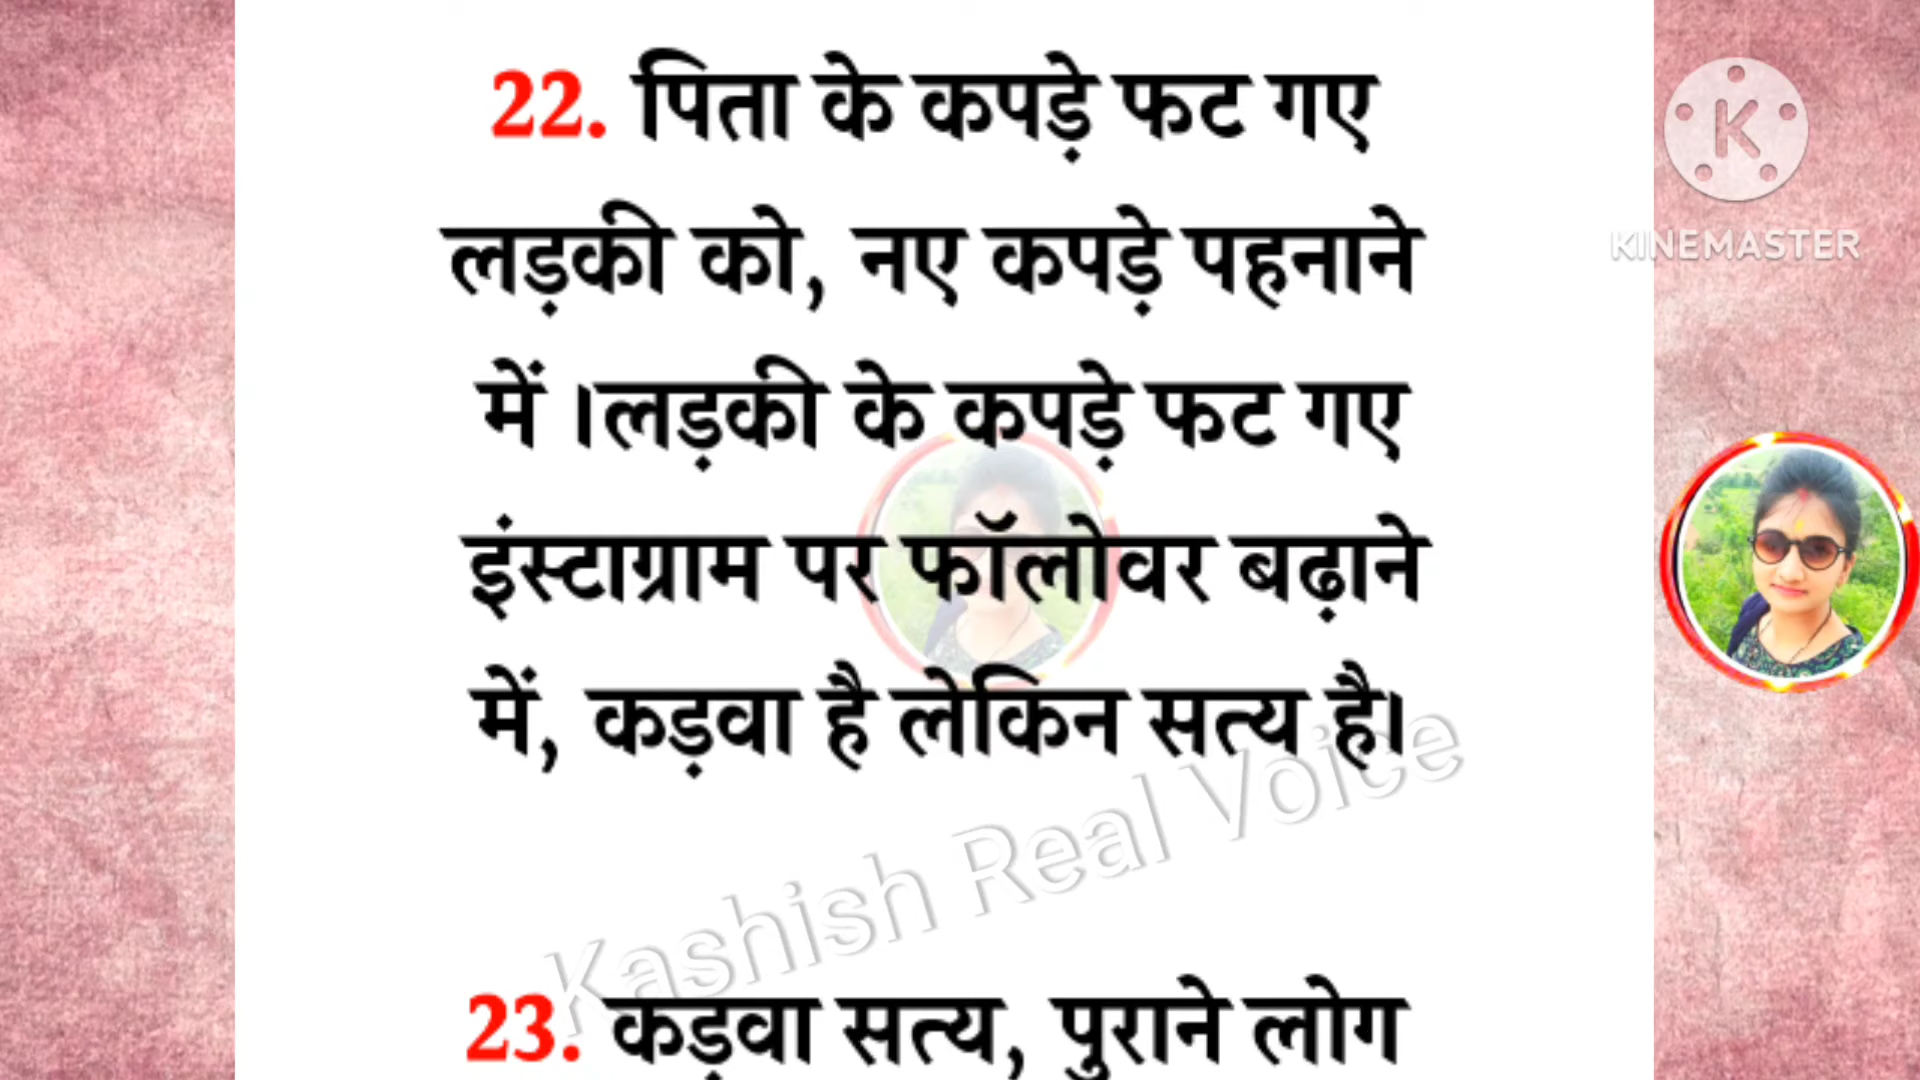 22. पिता के कपड़े फट गए
लड़की को, नए कपड़े पहनाने
में ।लड़की के कपड़े फट गए
इंस्टाग्राम पर फॉलोवर बढ़ाने
में, कड़वा है लेकिन सत्य है।
Kashish Real Voice
23. कड़वा सत्य, पुराने लोग
K
KINEMASTER